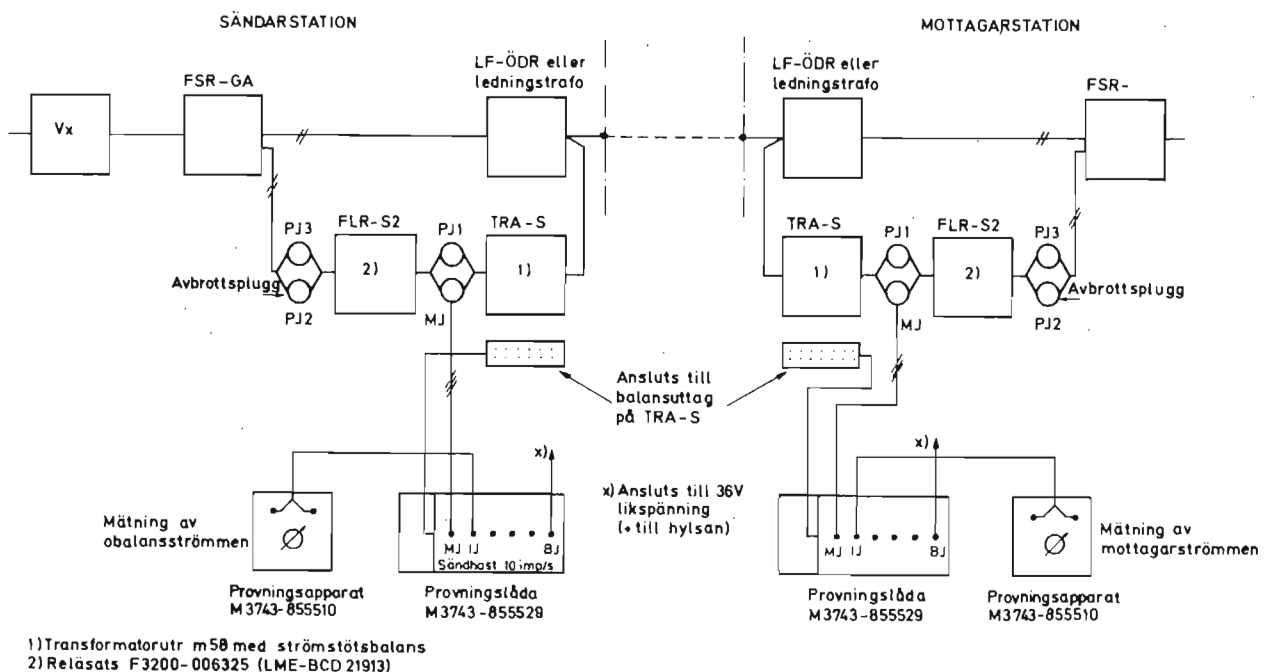 SÄNDARSTATION
MOTTAGARSTATION
FSR-GA
LF-ÖDR eller
ledningstrafo
LF-ÖDR eller
ledningstrafo
FSR-
Vx
PJ3
FLR-S2
PJ1
TRA-S
TRA-S
PJ1
FLR-S2
PJ3
2)
1)
1)
2)
Avbrottsplugg
Avbrottsplugg
PJ2
MJ
MJ
PJ2
Ansluts till
balansuttag
på TRA-S
x)
x)
x) Ansluts till 36V
likspänning
(+ till hylsan)
Mätning av
obalansströmmen
MJ IJ BJ
Sändhast 10 imp/s
MJ IJ BJ
Mätning av
mottagarströmmen
Provningsapparat
M3743-855510
Provningslåda
M3743-855529
Provningslåda
M3743-855529
Provningsapparat
M3743-855510
1) Transformatorutr m58 med strömstötsbalans
2) Reläsats F3200-006325 (LME-BCD 21913)